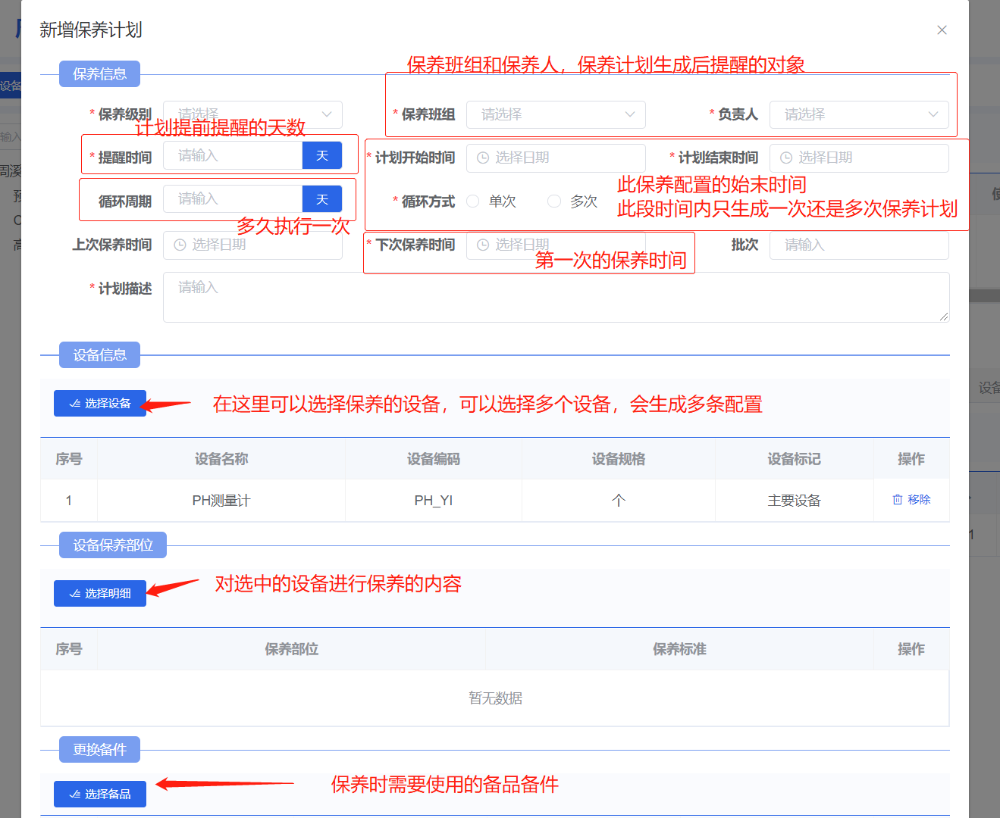 新增保养计划
保养信息
保养班组和保养人，保养计划生成后提醒的对象
* 保养级别 请选择
* 保养班组 请选择
* 负责人 请选择
计划提前提醒的天数
* 提醒时间 请输入 天
* 计划开始时间 选择日期
* 计划结束时间 选择日期
此保养配置的始末时间
循环周期 请输入 天
* 循环方式 单次 多次
此段时间内只生成一次还是多次保养计划
多久执行一次
上次保养时间 选择日期
* 下次保养时间 选择日期
批次 请输入
第一次的保养时间
* 计划描述 请输入
设备信息
选择设备
在这里可以选择保养的设备，可以选择多个设备，会生成多条配置
序号 设备名称 设备编码 设备规格 设备标记 操作
1 PH测量计 PH_YI 个 主要设备 移除
设备保养部位
选择明细
对选中的设备进行保养的内容
序号 保养部位 保养标准 操作
暂无数据
更换备件
选择备品
保养时需要使用的备品备件
设备
输入
周溪
设备
1